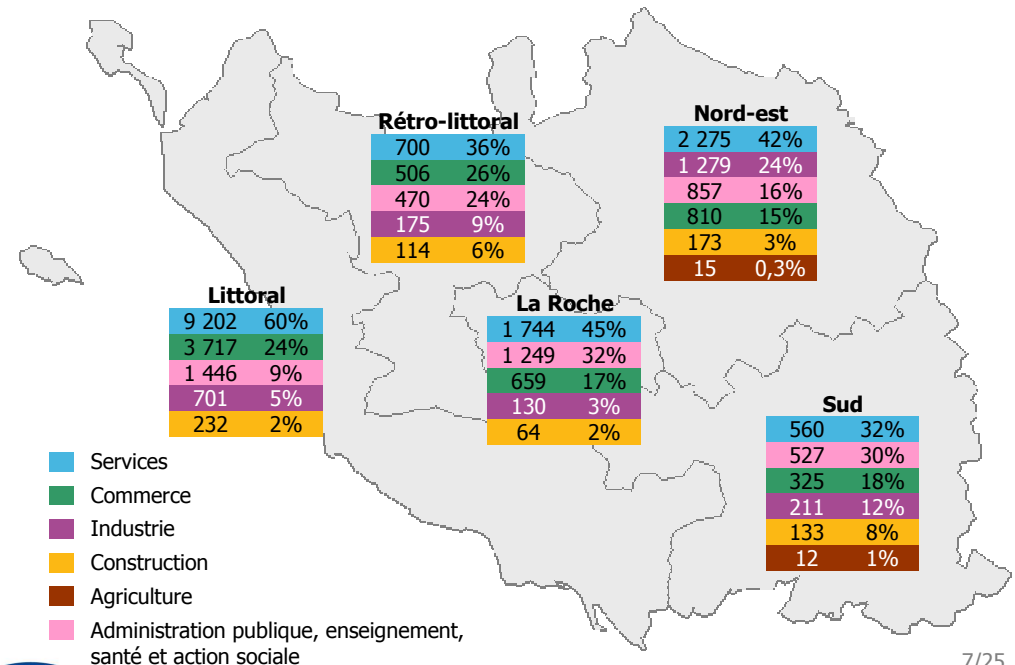 Rétro-littoral
700 36%
506 26%
470 24%
175 9%
114 6%
Nord-est
2 275 42%
1 279 24%
857 16%
810 15%
173 3%
15 0,3%
Littoral
9 202 60%
3 717 24%
1 446 9%
701 5%
232 2%
La Roche
1 744 45%
1 249 32%
659 17%
130 3%
64 2%
Sud
560 32%
527 30%
325 18%
211 12%
133 8%
12 1%
Services
Commerce
Industrie
Construction
Agriculture
Administration publique, enseignement,
santé et action sociale
7/25